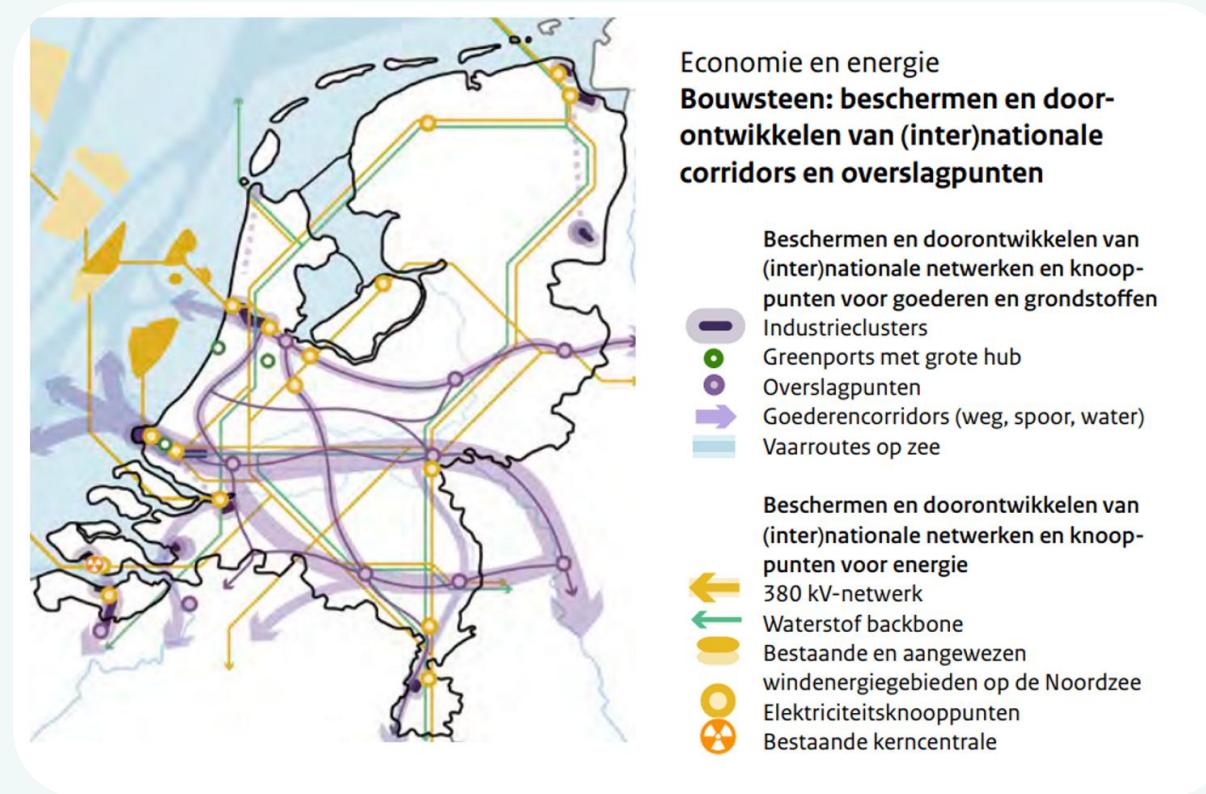 Economie en energie
Bouwsteen: beschermen en door-
ontwikkelen van (inter)nationale
corridors en overslagpunten
Beschermen en doorontwikkelen van
(inter)nationale netwerken en knoop-
punten voor goederen en grondstoffen
Industrieclusters
Greenports met grote hub
Overslagpunten
Goederencorridors (weg, spoor, water)
Vaarroutes op zee
Beschermen en doorontwikkelen van
(inter)nationale netwerken en knoop-
punten voor energie
380 kV-netwerk
Waterstof backbone
Bestaande en aangewezen
windenergiegebieden op de Noordzee
Elektriciteitsknooppunten
Bestaande kerncentrale